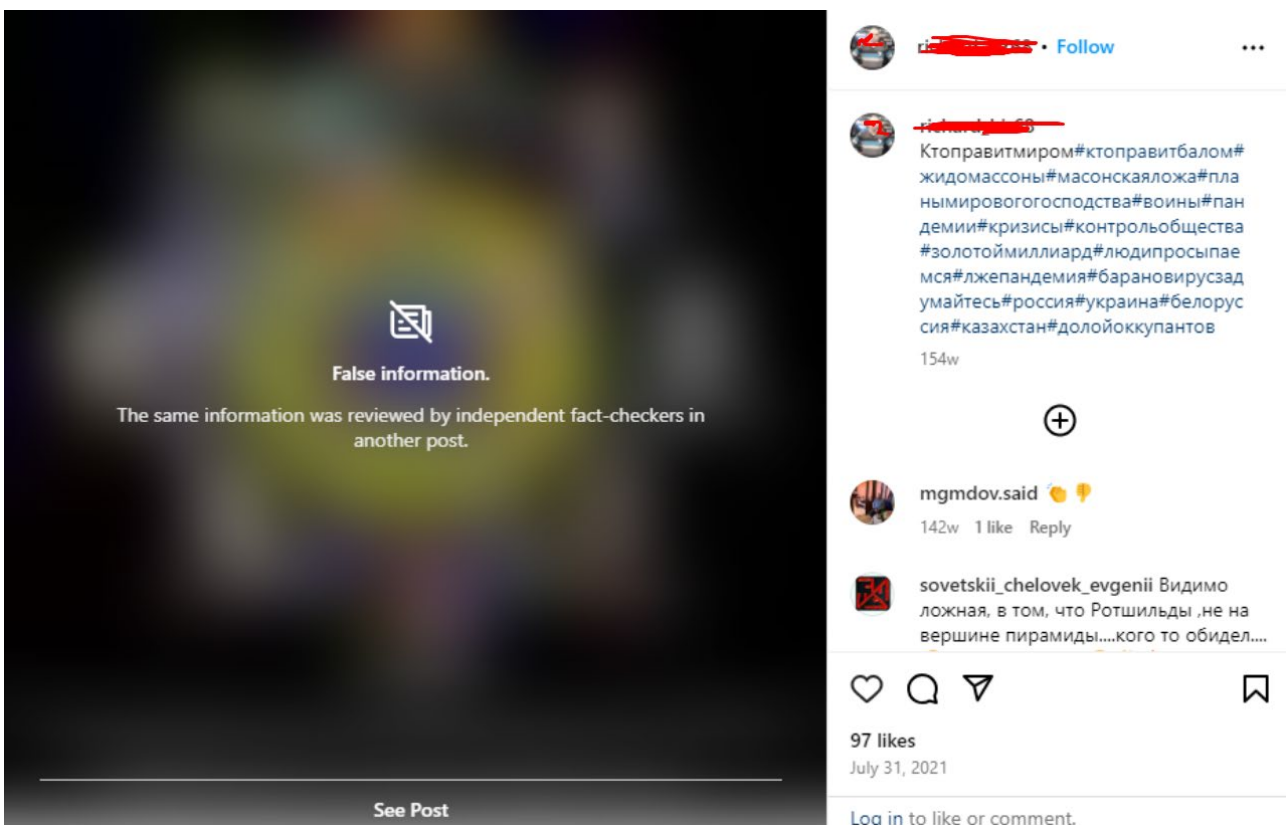 False information.
The same information was reviewed by independent fact-checkers in
another post.
See Post
• Follow
Ктоправитмиром#ктоправитбалом#
жидомассоны#масонскаяложа#пла
нымировогогосподства#воины#пан
демии#кризисы#контрольобщества
#золотоймиллиард#людипросыпае
мся#лжепандемия#барановирусзад
умайтесь#россия#украина#белорус
сия#казахстан#долойоккупантов
154w
mgmdov.said 👏 👎
142w 1 like Reply
sovetskii_chelovek_evgenii Видимо
ложная, в том, что Ротшильды ,не на
вершине пирамиды....кого то обидел....
97 likes
July 31, 2021
Log in to like or comment.